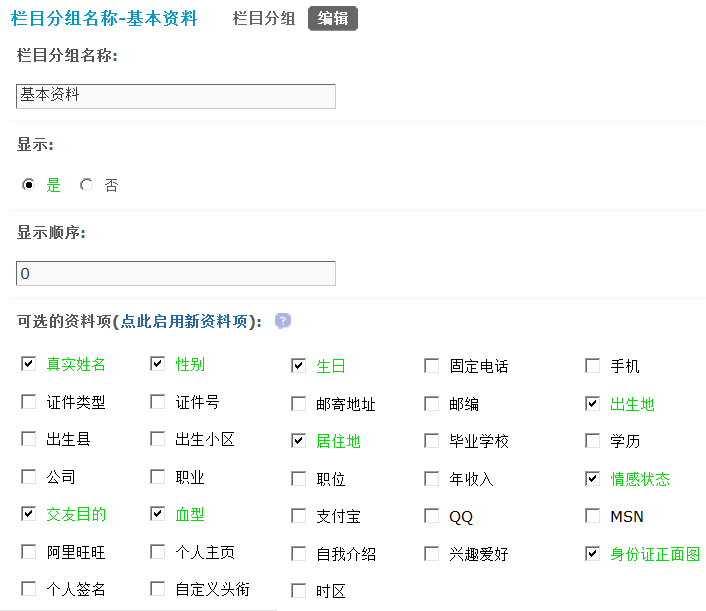 栏目分组名称-基本资料 栏目分组 编辑
栏目分组名称:
基本资料
显示:
是 否
显示顺序:
0
可选的资料项(点此启用新资料项): ?
真实姓名 性别 生日 固定电话 手机
证件类型 证件号 邮寄地址 邮编 出生地
出生县 出生小区 居住地 毕业学校 学历
公司 职业 职位 年收入 情感状态
交友目的 血型 支付宝 QQ MSN
阿里旺旺 个人主页 自我介绍 兴趣爱好 身份证正面图
个人签名 自定义头衔 时区